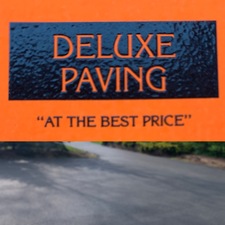 DELUXE
PAVING
“AT THE BEST PRICE”